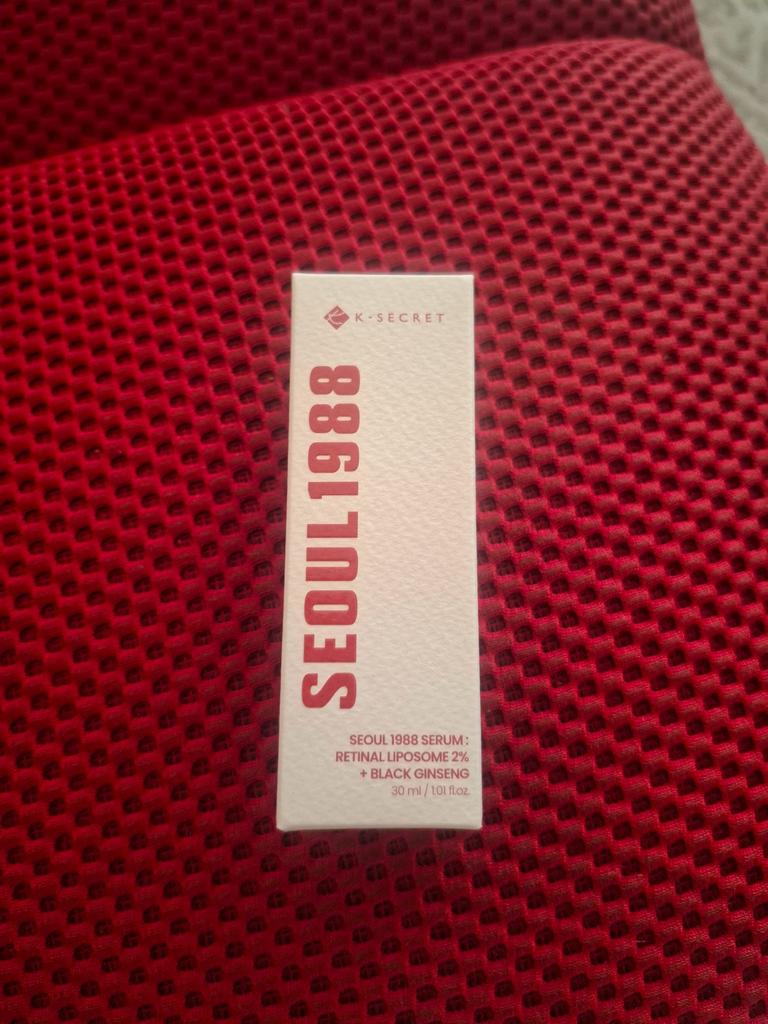 K-SECRET
SEOUL1988
SEOUL 1988 SERUM :
RETINAL LIPOSOME 2%
+ BLACK GINSENG
30 ml / 1.01 fl.oz.